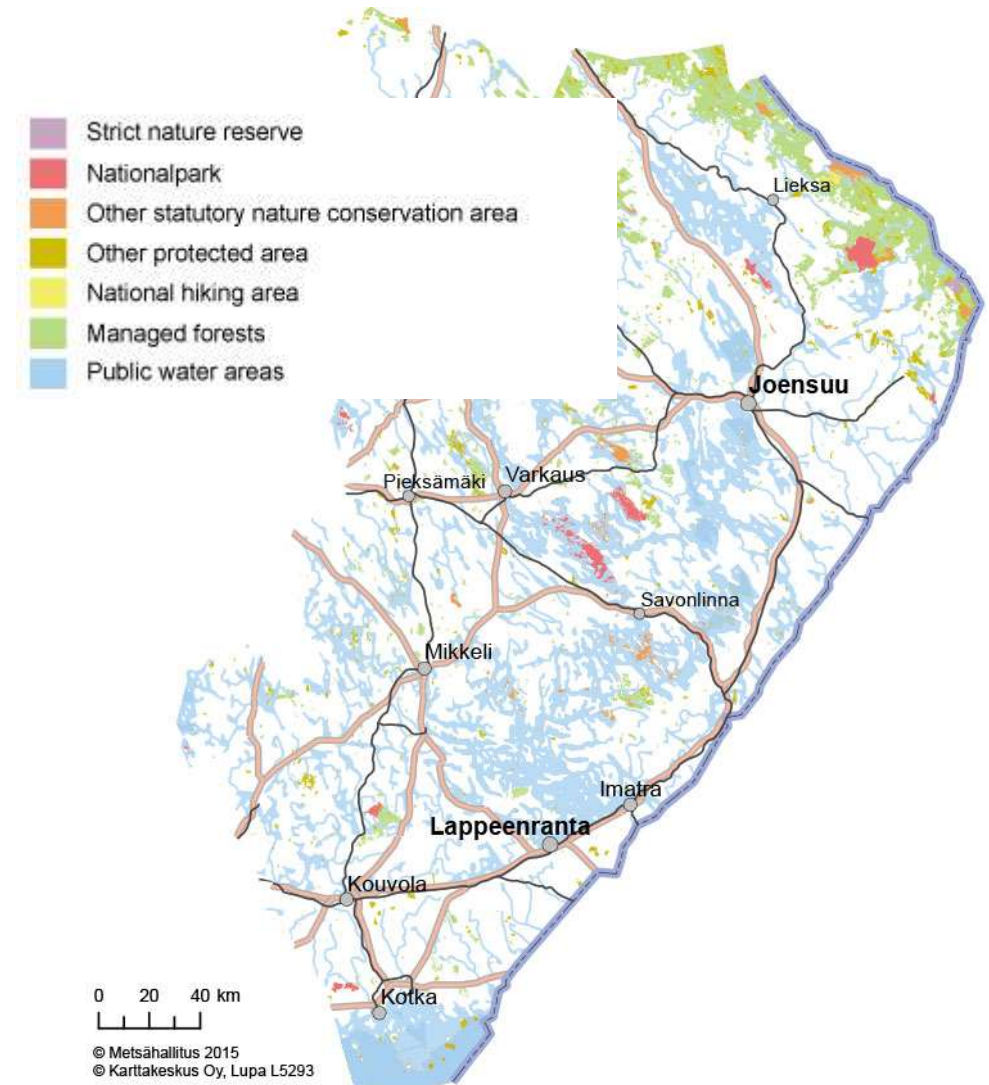 Strict nature reserve
Nationalpark
Other statutory nature conservation area
Other protected area
National hiking area
Managed forests
Public water areas
Lieksa
Joensuu
Pieksämäki
Varkaus
Savonlinna
Mikkeli
Imatra
Lappeenranta
Kouvola
Kotka
0 20 40 km
© Metsähallitus 2015
© Karttakeskus Oy, Lupa L5293